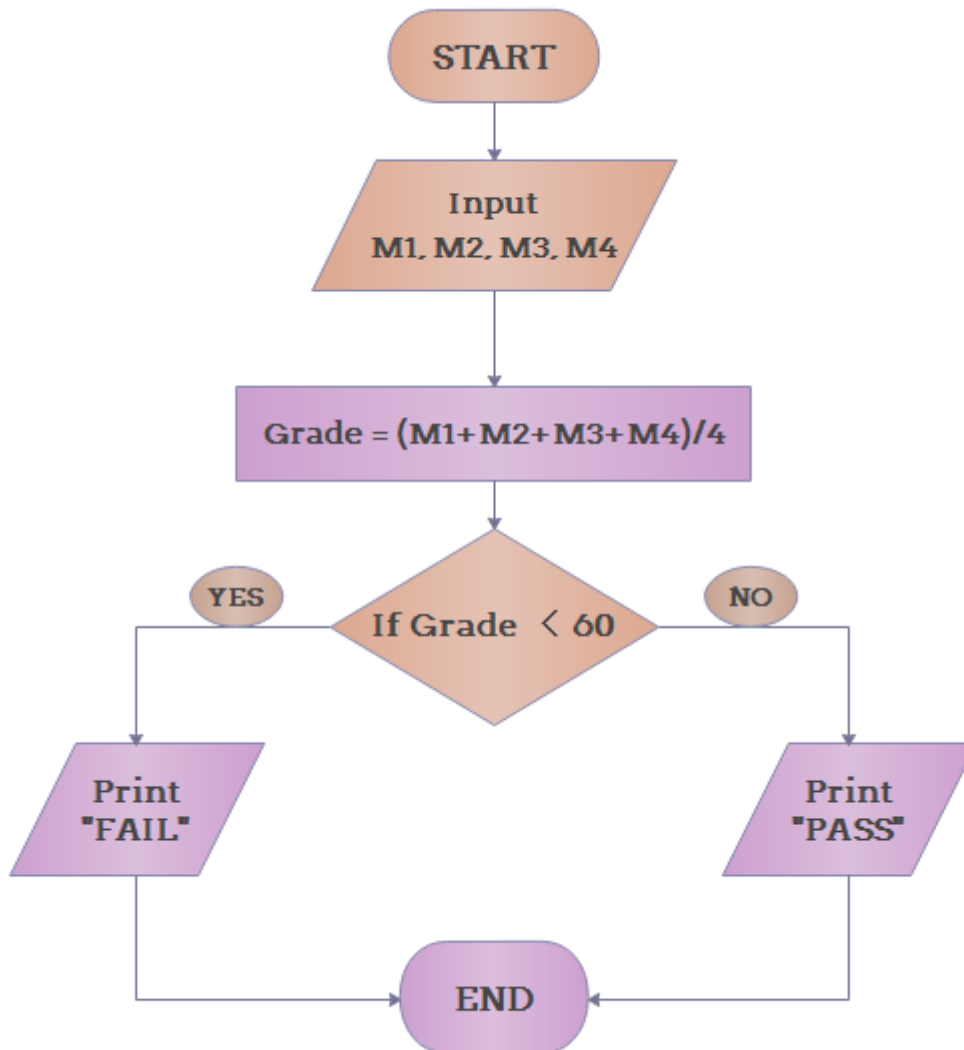 START
Input
M1, M2, M3, M4
Grade = (M1+M2+M3+M4)/4
YES
If Grade < 60
NO
Print
"FAIL"
Print
"PASS"
END